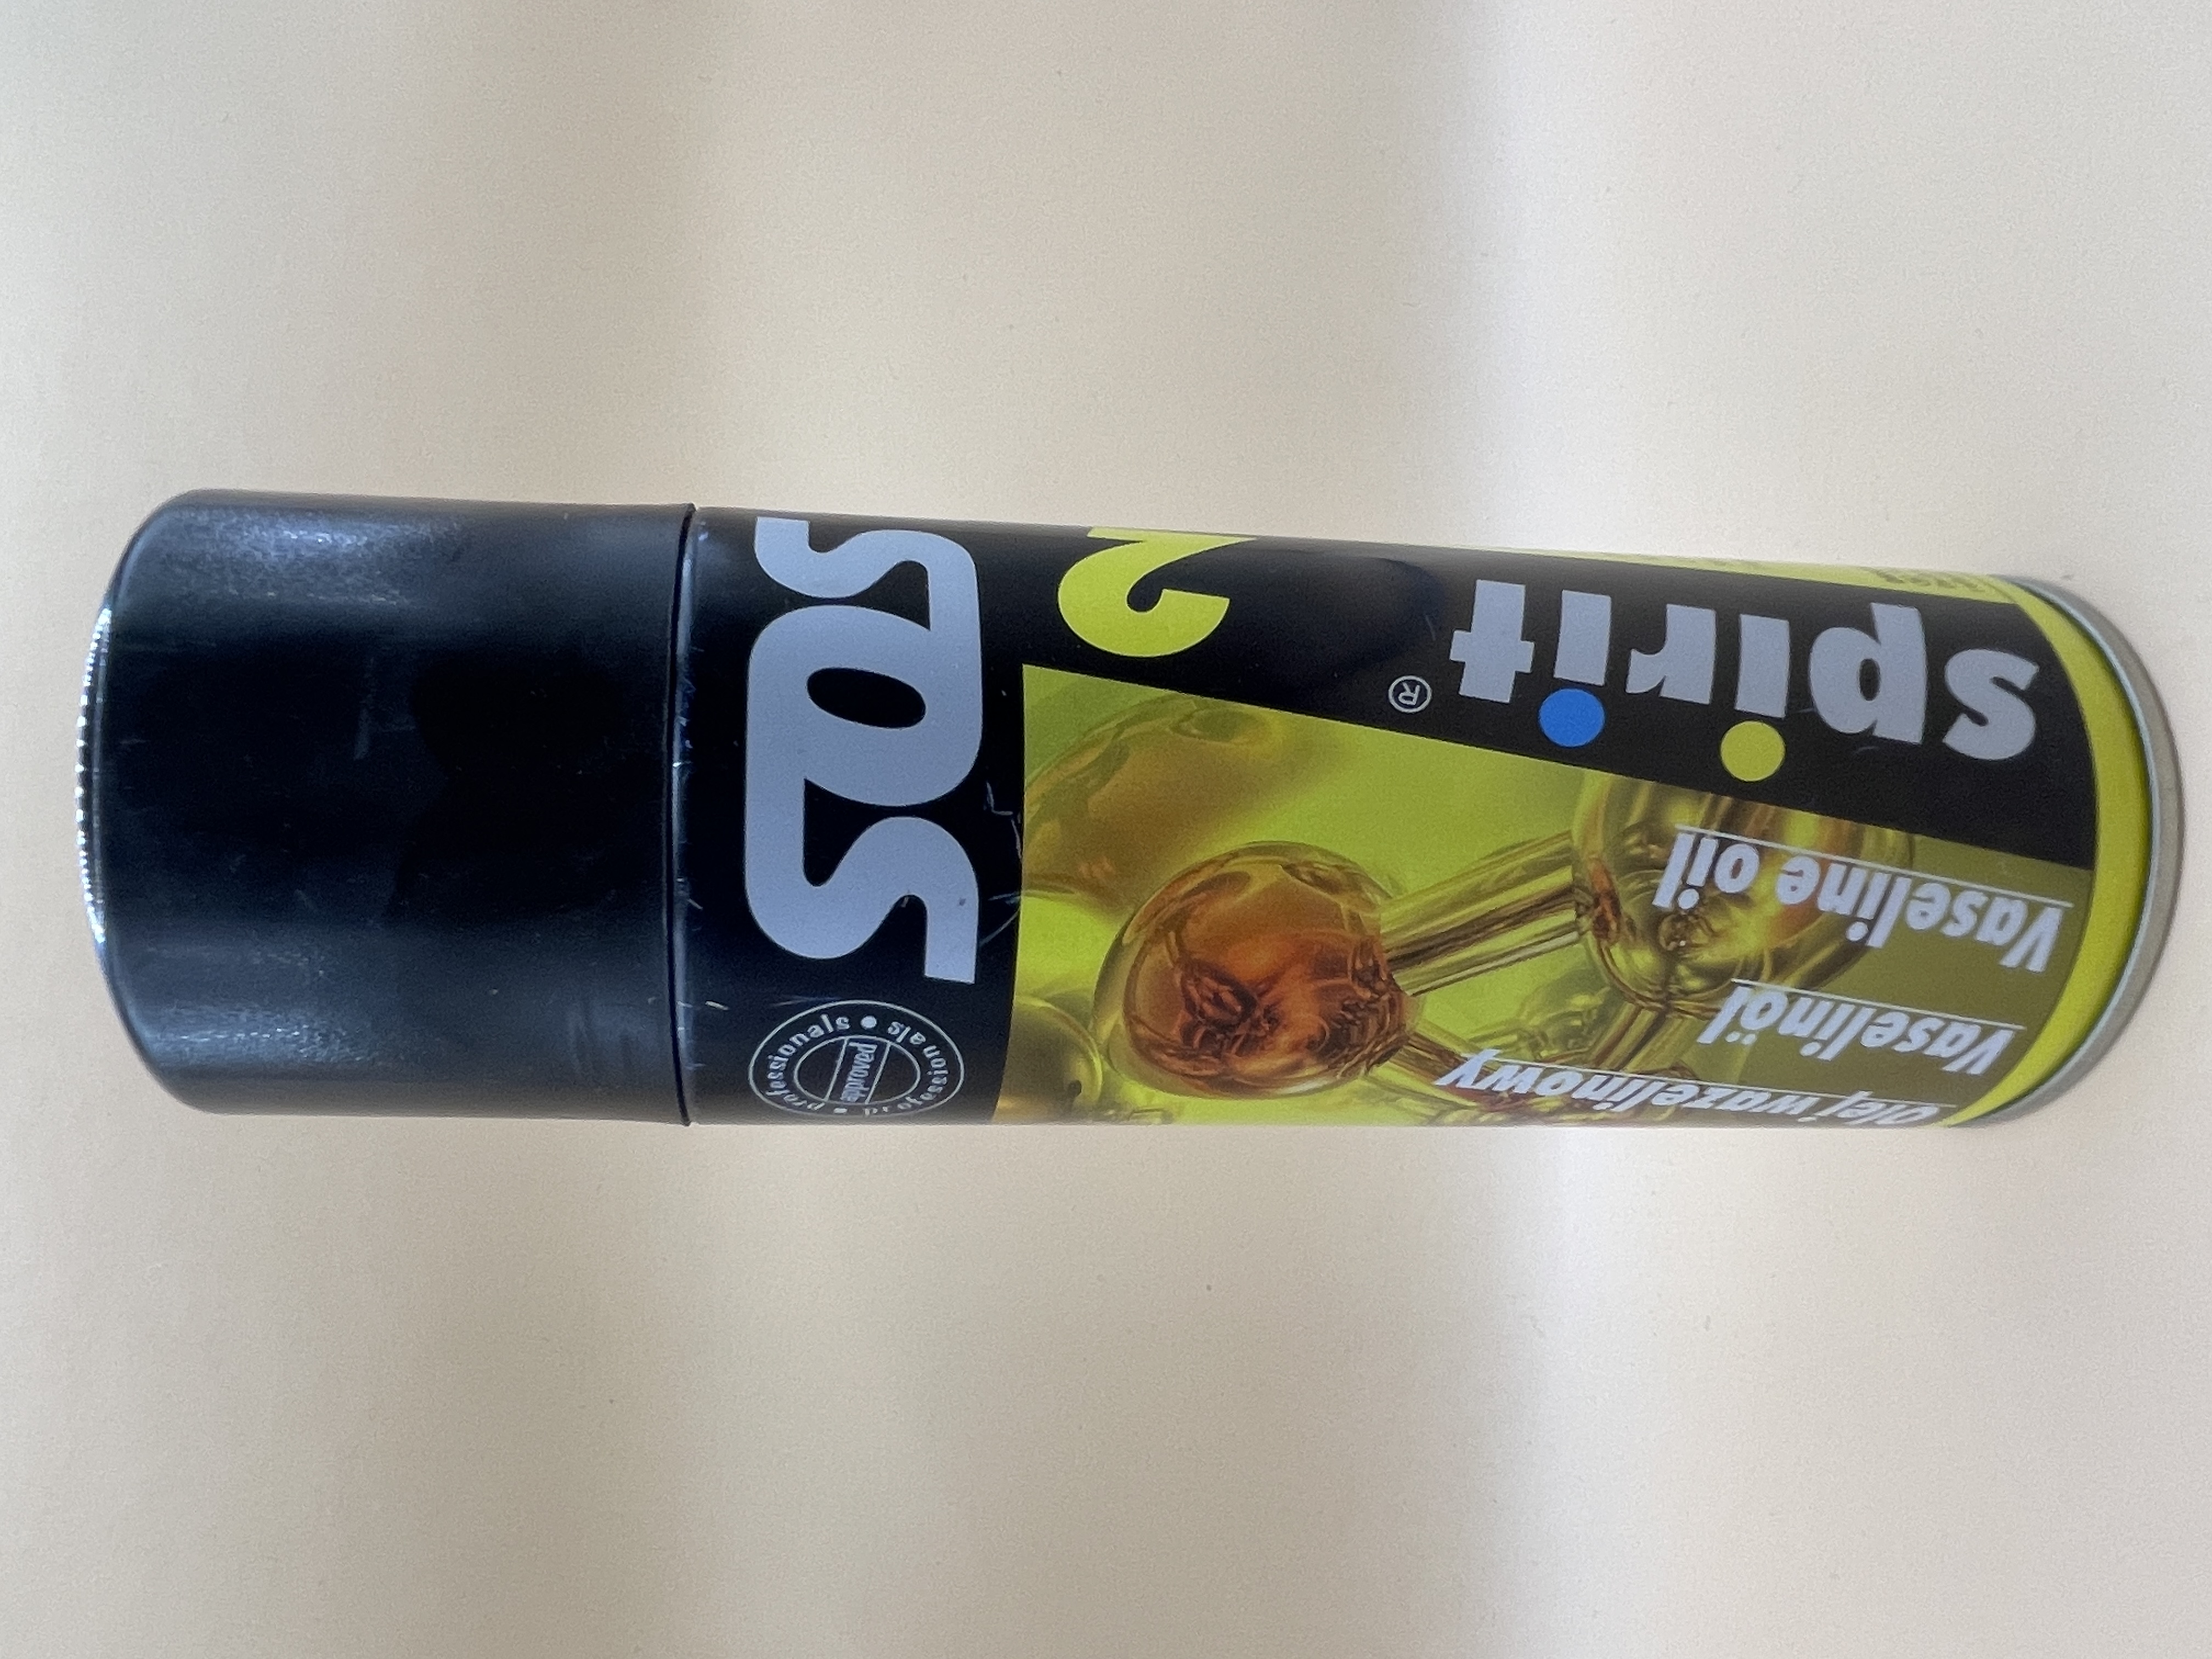 SOS
2
spirit®
Vaseline oil
Vaselinöl
Olej wazelinowy
professionals • professionals •
approved